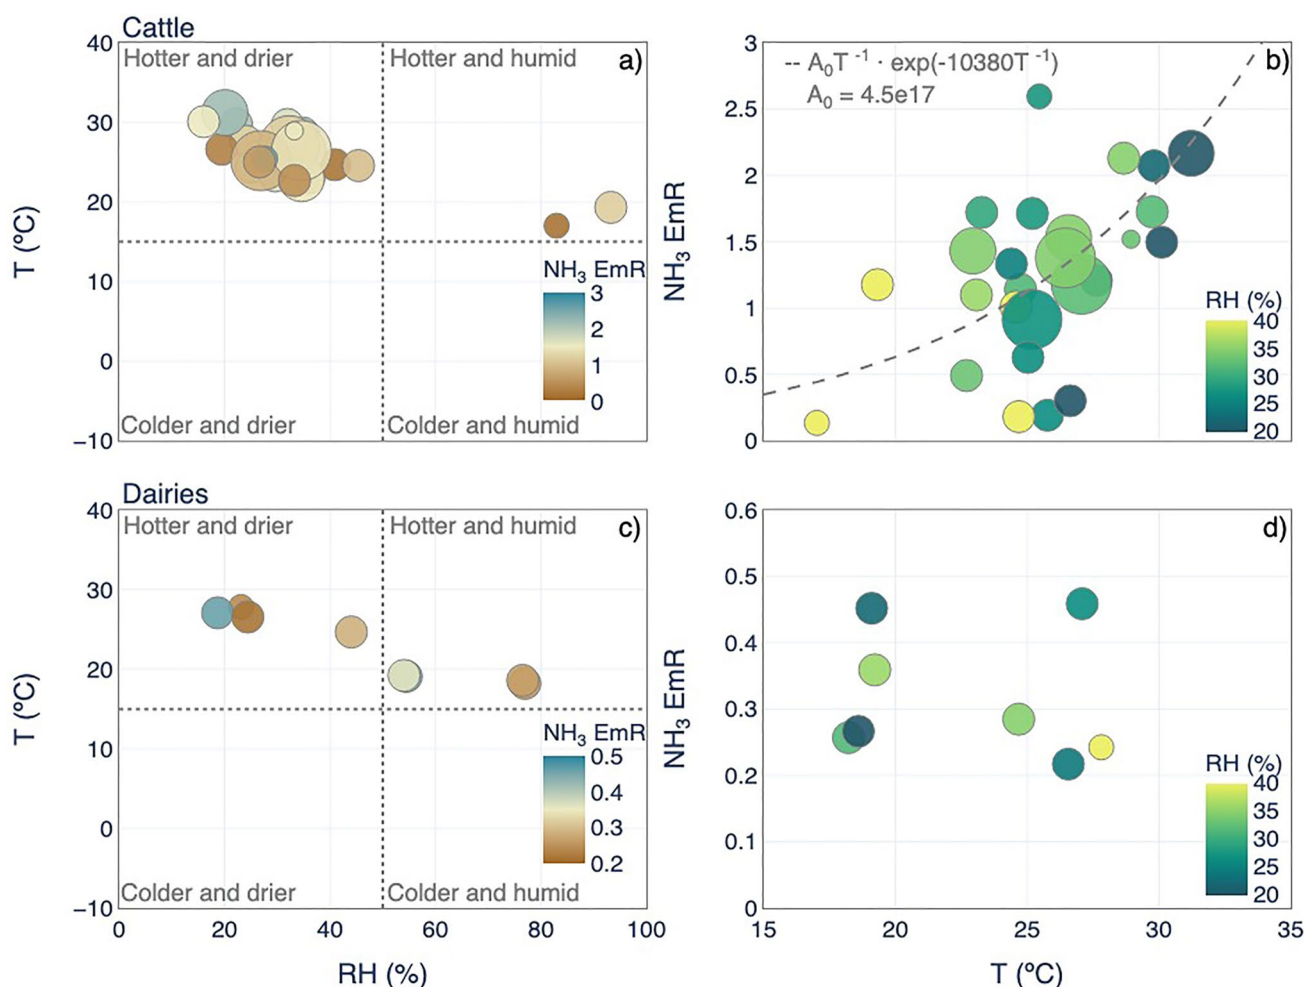 Cattle
40
30
20
10
0
−10
T (ºC)
Hotter and drier
Hotter and humid
a)
Colder and drier
Colder and humid
NH3 EmR
3
2
1
0
3
2.5
2
1.5
1
0.5
0
NH3 EmR
-- A0T -1 · exp(-10380T -1)
A0 = 4.5e17
b)
RH (%)
40
35
30
25
20
Dairies
40
30
20
10
0
−10
T (ºC)
Hotter and drier
Hotter and humid
c)
Colder and drier
Colder and humid
NH3 EmR
0.5
0.4
0.3
0.2
0 20 40 60 80 100
RH (%)
0.6
0.5
0.4
0.3
0.2
0.1
0
NH3 EmR
d)
RH (%)
40
35
30
25
20
15 20 25 30 35
T (ºC)